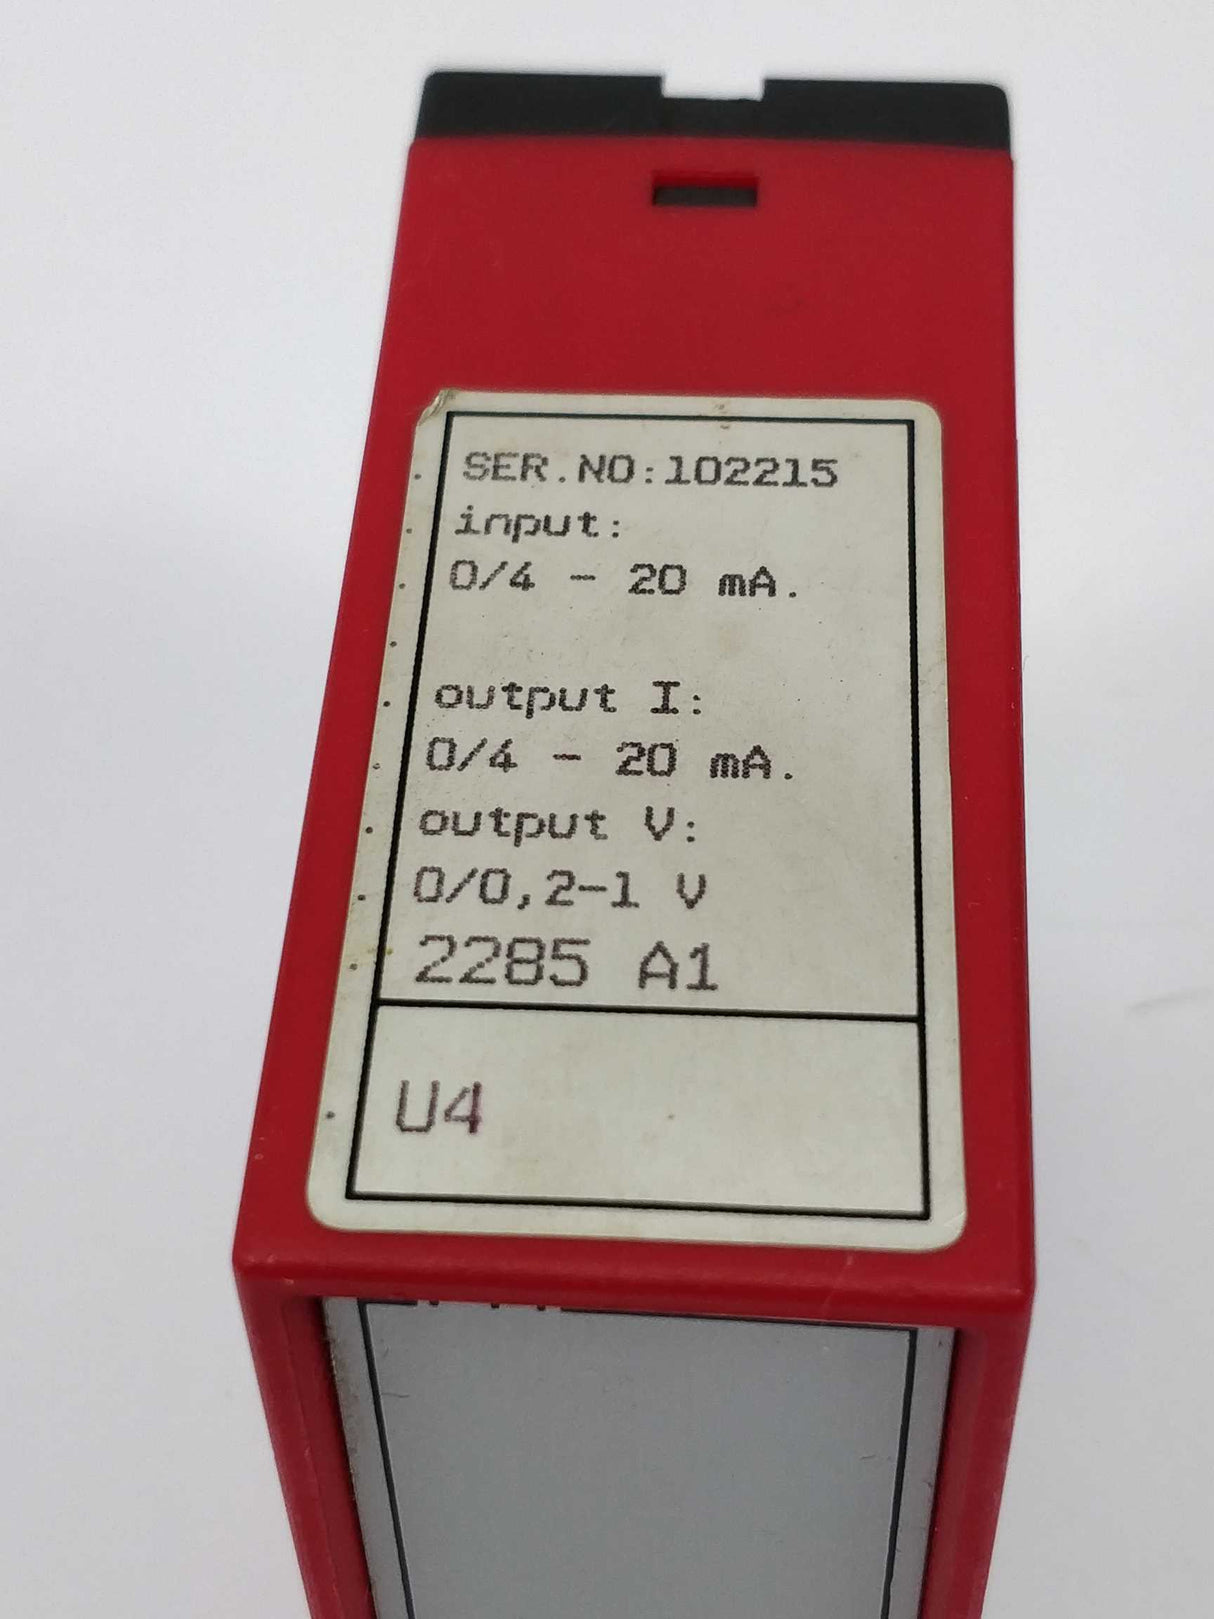 SER.NO:102215
input:
0/4 - 20 mA.
output I:
0/4 - 20 mA.
output V:
0/0,2-1 V
2285 A1
U4